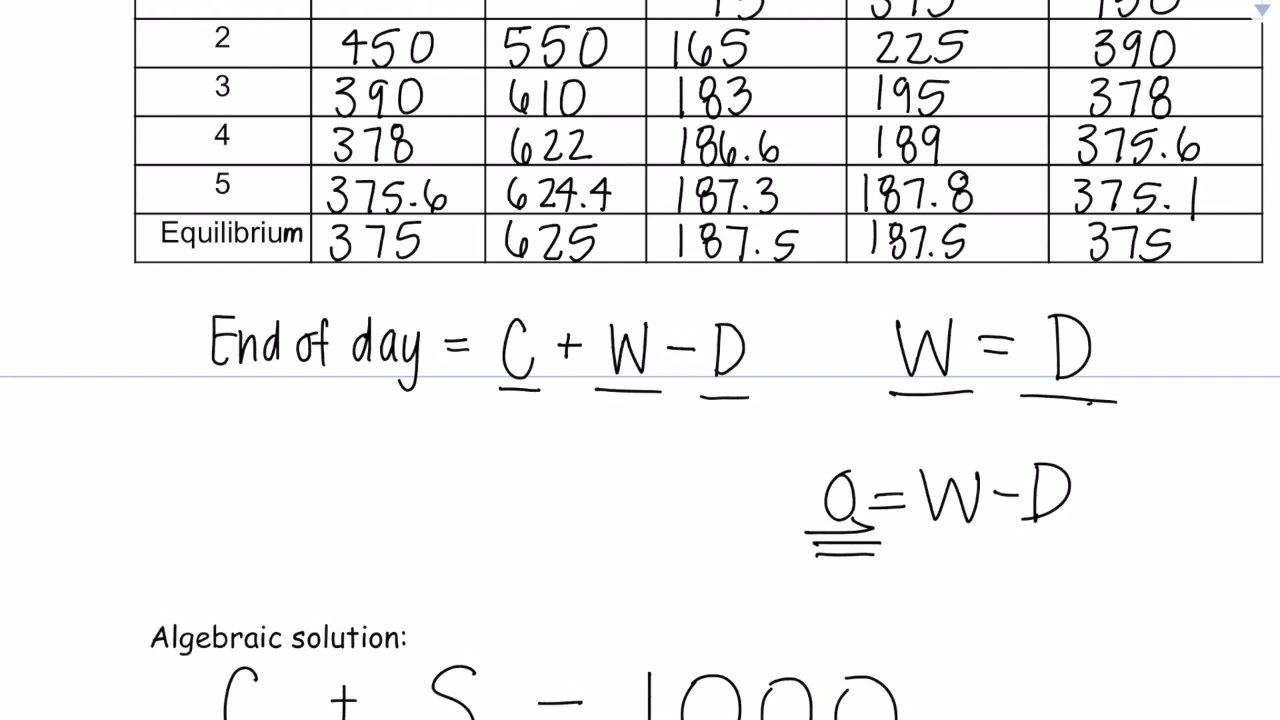 2 450 550 165 225 390
3 390 610 183 195 378
4 378 622 186.6 189 375.6
5 375.6 624.4 187.3 187.8 375.1
Equilibrium 375 625 187.5 187.5 375
End of day = C + W - D W = D
0 = W - D
Algebraic solution:
C + S = 1000